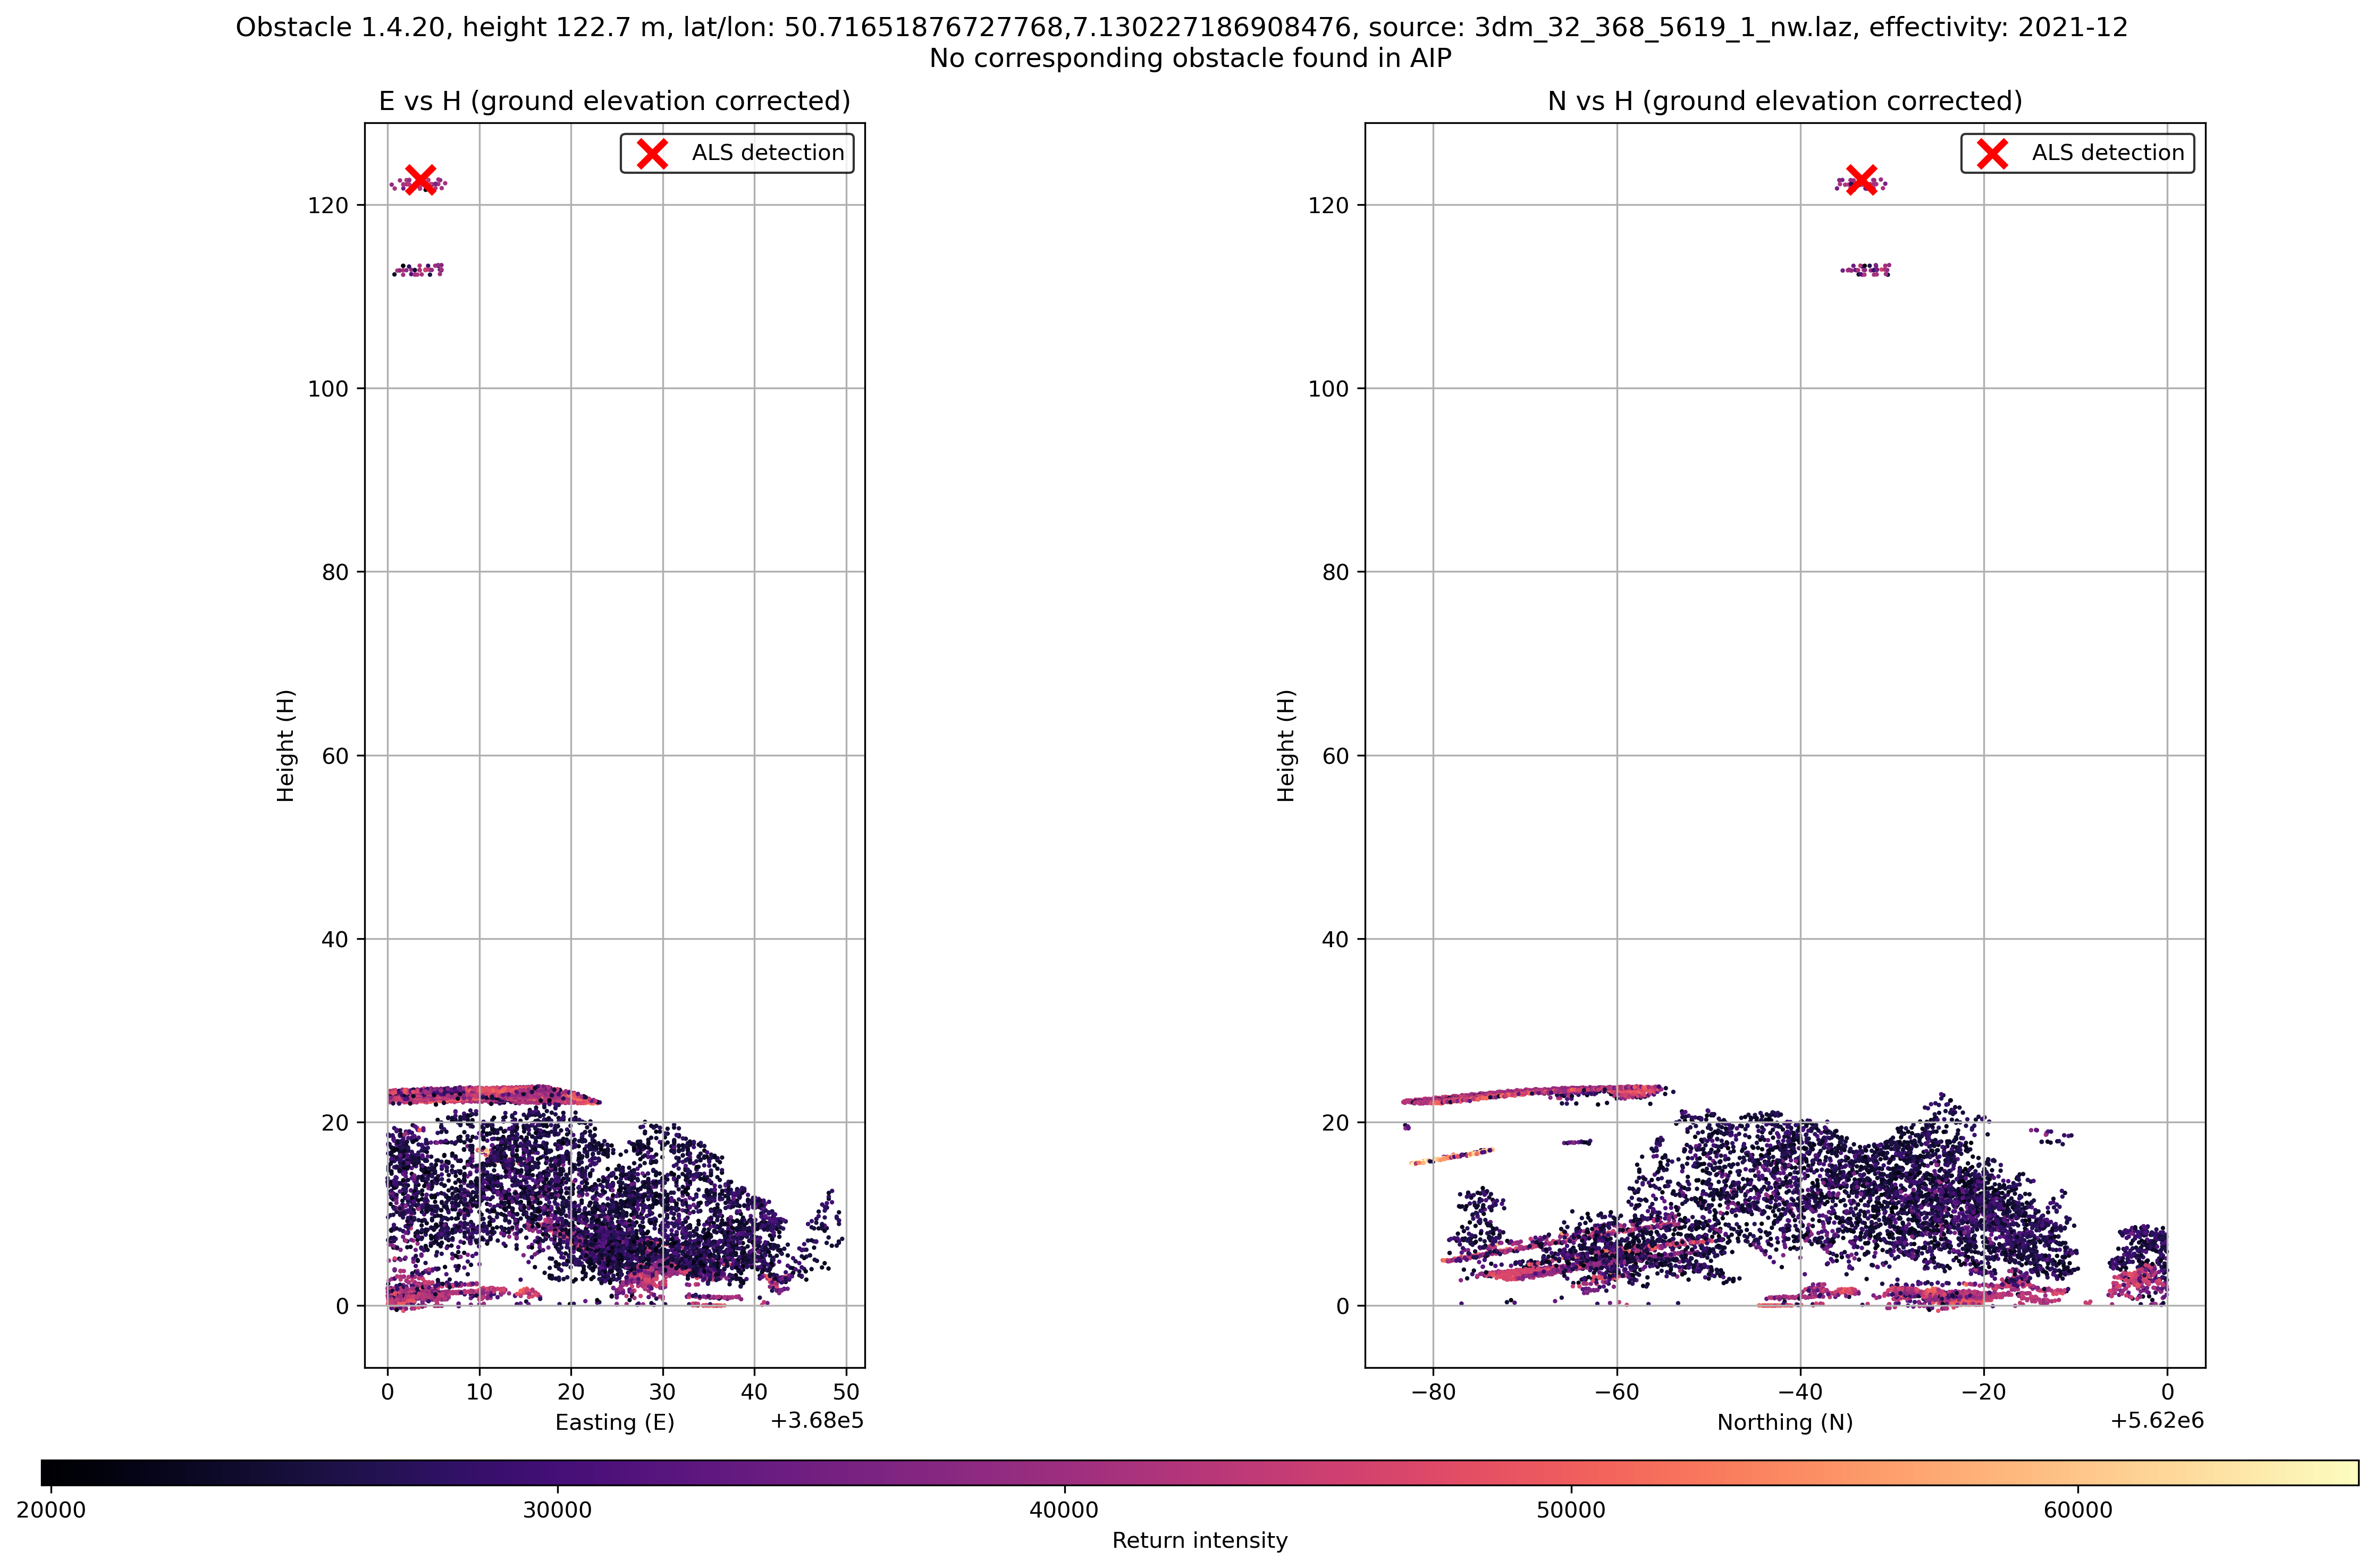 Obstacle 1.4.20, height 122.7 m, lat/lon: 50.71651876727768,7.130227186908476, source: 3dm_32_368_5619_1_nw.laz, effectivity: 2021-12
No corresponding obstacle found in AIP
E vs H (ground elevation corrected)
ALS detection
120
100
80
60
40
20
0
Height (H)
0 10 20 30 40 50
Easting (E)
+3.68e5
N vs H (ground elevation corrected)
ALS detection
120
100
80
60
40
20
0
Height (H)
−80 −60 −40 −20 0
Northing (N)
+5.62e6
20000 30000 40000 50000 60000
Return intensity